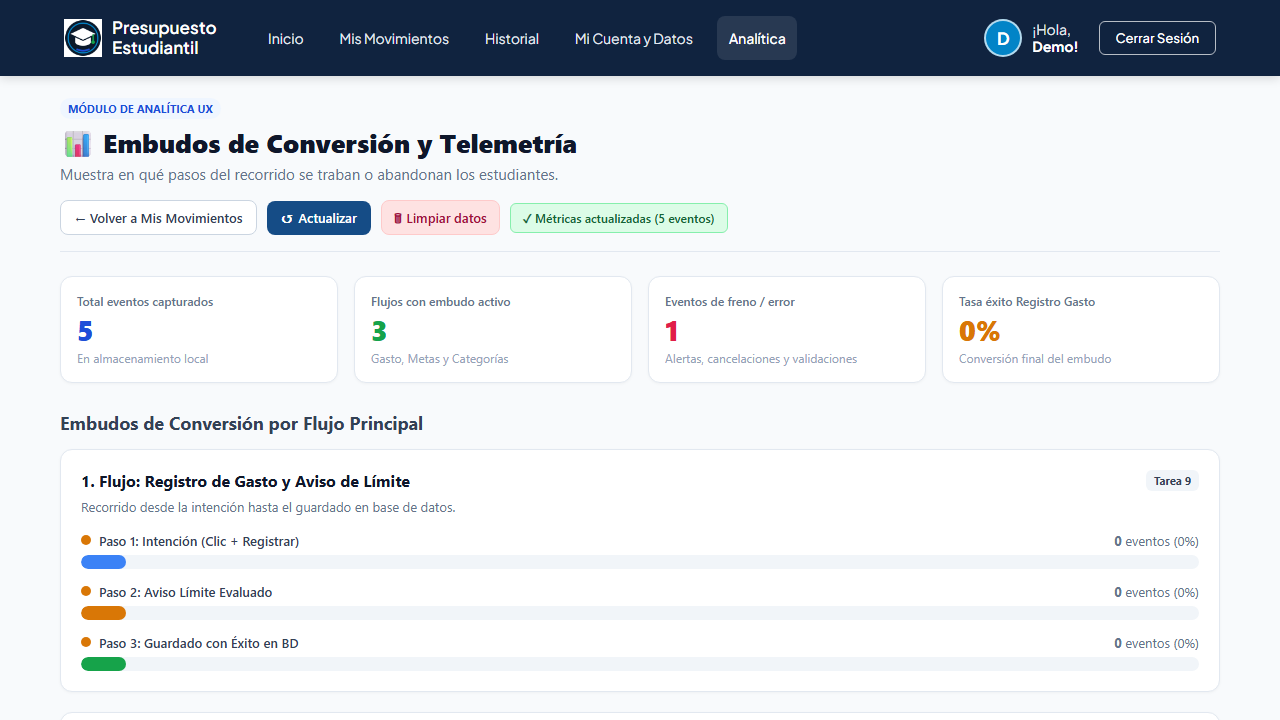 Presupuesto
Estudiantil
Inicio
Mis Movimientos
Historial
Mi Cuenta y Datos
Analítica
D
¡Hola,
Demo!
Cerrar Sesión
MÓDULO DE ANALÍTICA UX
Embudos de Conversión y Telemetría
Muestra en qué pasos del recorrido se traban o abandonan los estudiantes.
← Volver a Mis Movimientos
↺ Actualizar
Limpiar datos
✓ Métricas actualizadas (5 eventos)
Total eventos capturados
5
En almacenamiento local
Flujos con embudo activo
3
Gasto, Metas y Categorías
Eventos de freno / error
1
Alertas, cancelaciones y validaciones
Tasa éxito Registro Gasto
0%
Conversión final del embudo
Embudos de Conversión por Flujo Principal
1. Flujo: Registro de Gasto y Aviso de Límite
Tarea 9
Recorrido desde la intención hasta el guardado en base de datos.
Paso 1: Intención (Clic + Registrar)
0 eventos (0%)
Paso 2: Aviso Límite Evaluado
0 eventos (0%)
Paso 3: Guardado con Éxito en BD
0 eventos (0%)